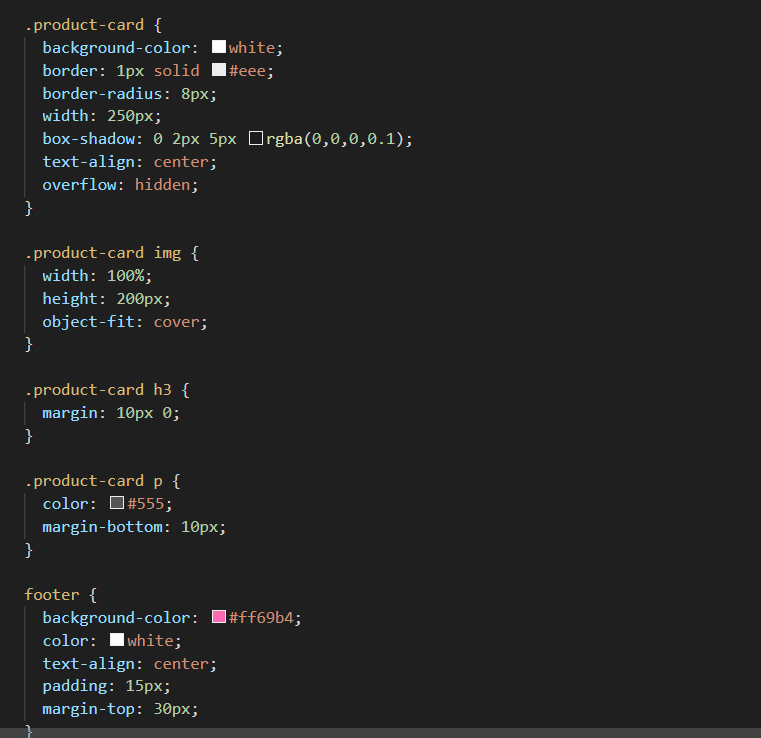 .product-card {
background-color: white;
border: 1px solid #eee;
border-radius: 8px;
width: 250px;
box-shadow: 0 2px 5px rgba(0,0,0,0.1);
text-align: center;
overflow: hidden;
}
.product-card img {
width: 100%;
height: 200px;
object-fit: cover;
}
.product-card h3 {
margin: 10px 0;
}
.product-card p {
color: #555;
margin-bottom: 10px;
}
footer {
background-color: #ff69b4;
color: white;
text-align: center;
padding: 15px;
margin-top: 30px;
}